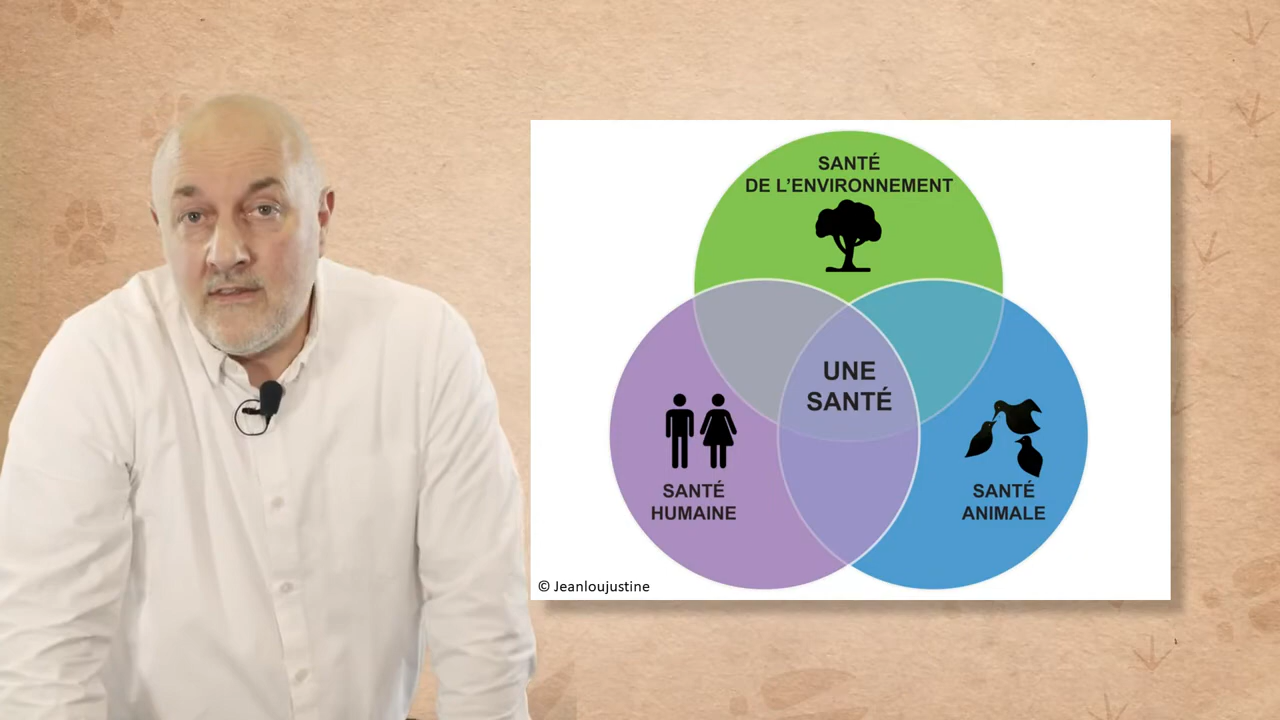 SANTÉ
DE L'ENVIRONNEMENT
UNE
SANTÉ
SANTÉ
HUMAINE
SANTÉ
ANIMALE
© Jeanloujustine